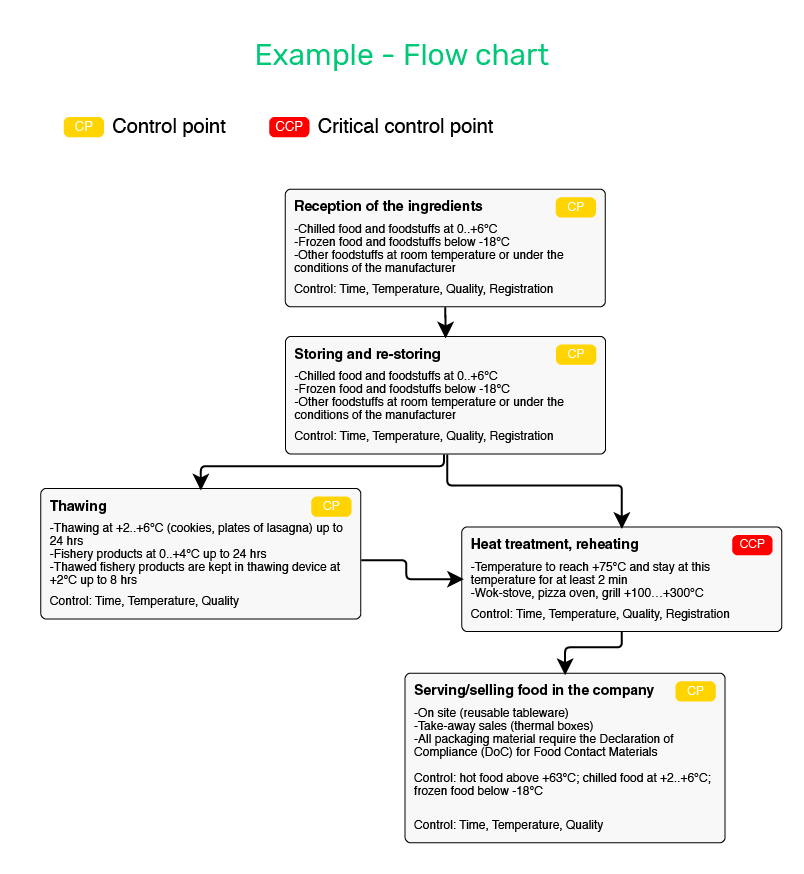 Example - Flow chart
CP Control point
CCP Critical control point
Reception of the ingredients
CP
-Chilled food and foodstuffs at 0..+6°C
-Frozen food and foodstuffs below -18°C
-Other foodstuffs at room temperature or under the
conditions of the manufacturer
Control: Time, Temperature, Quality, Registration
Storing and re-storing
CP
-Chilled food and foodstuffs at 0..+6°C
-Frozen food and foodstuffs below -18°C
-Other foodstuffs at room temperature or under the
conditions of the manufacturer
Control: Time, Temperature, Quality, Registration
Thawing
CP
-Thawing at +2..+6°C (cookies, plates of lasagna) up to
24 hrs
-Fishery products at 0..+4°C up to 24 hrs
-Thawed fishery products are kept in thawing device at
+2°C up to 8 hrs
Control: Time, Temperature, Quality
Heat treatment, reheating
CCP
-Temperature to reach +75°C and stay at this
temperature for at least 2 min
-Wok-stove, pizza oven, grill +100…+300°C
Control: Time, Temperature, Quality, Registration
Serving/selling food in the company
CP
-On site (reusable tableware)
-Take-away sales (thermal boxes)
-All packaging material require the Declaration of
Compliance (DoC) for Food Contact Materials
Control: hot food above +63°C; chilled food at +2..+6°C;
frozen food below -18°C
Control: Time, Temperature, Quality